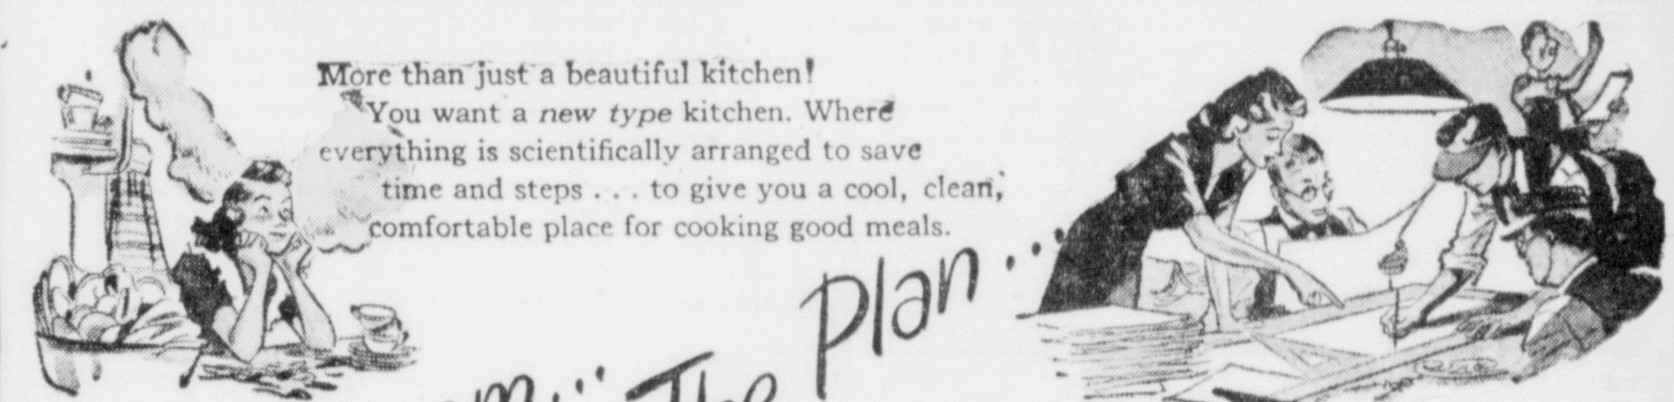 More than just a beautiful kitchen!
You want a new type kitchen. Where
everything is scientifically arranged to save
time and steps . . . to give you a cool, clean,
comfortable place for cooking good meals.
The Plan . . .